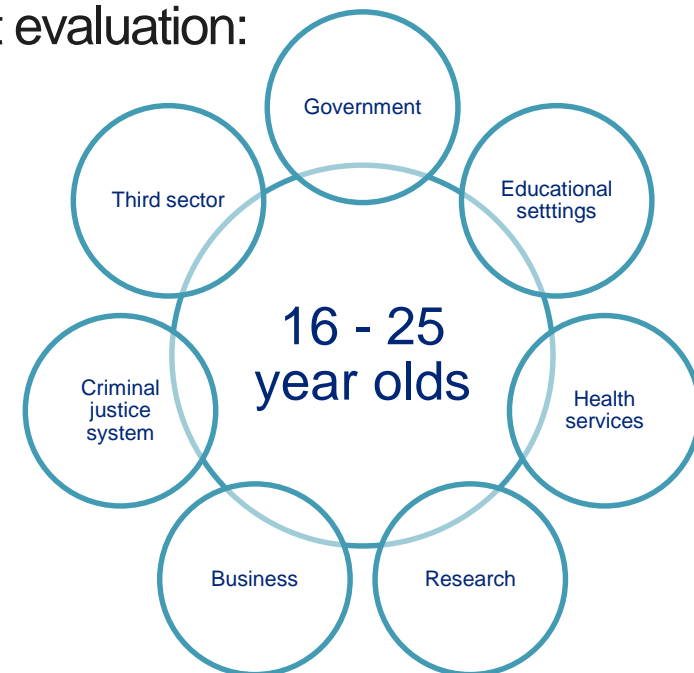 evaluation:
Government
Third sector
Educational
setttings
16 - 25
year olds
Criminal
justice
system
Health
services
Business
Research